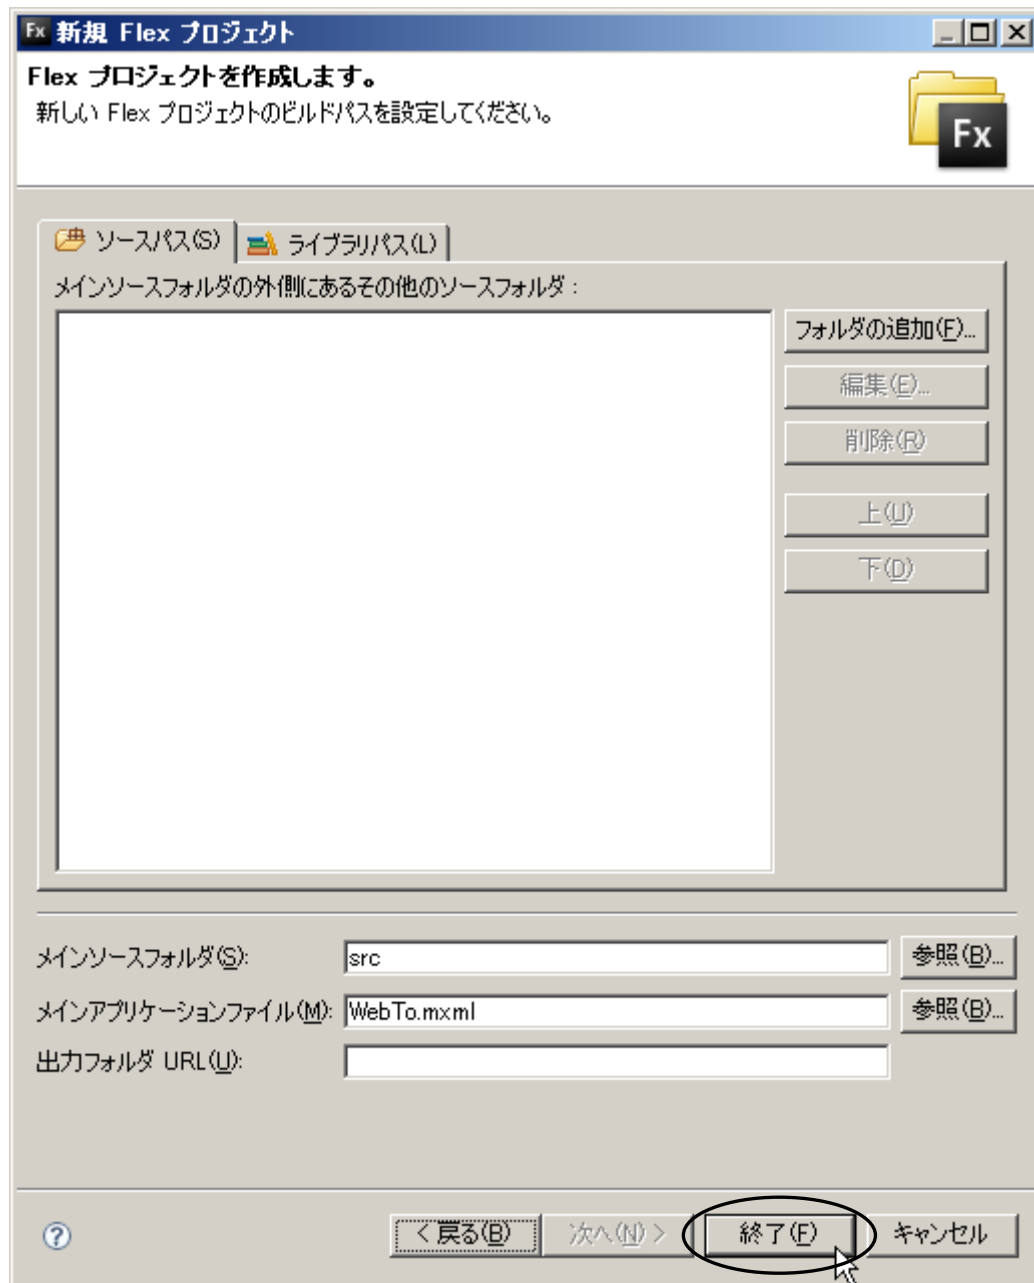 Fx 新規 Flex プロジェクト
Flex プロジェクトを作成します。
新しい Flex プロジェクトのビルドパスを設定してください。
Fx
ソースパス(S) ライブラリパス(L)
メインソースフォルダの外側にあるその他のソースフォルダ :
フォルダの追加(F)...
編集(E)...
削除(R)
上(U)
下(D)
メインソースフォルダ(S): src 参照(B)...
メインアプリケーションファイル(M): WebTo.mxml 参照(B)...
出力フォルダ URL(U):
? < 戻る(B) 次へ(N) > 終了(F) キャンセル